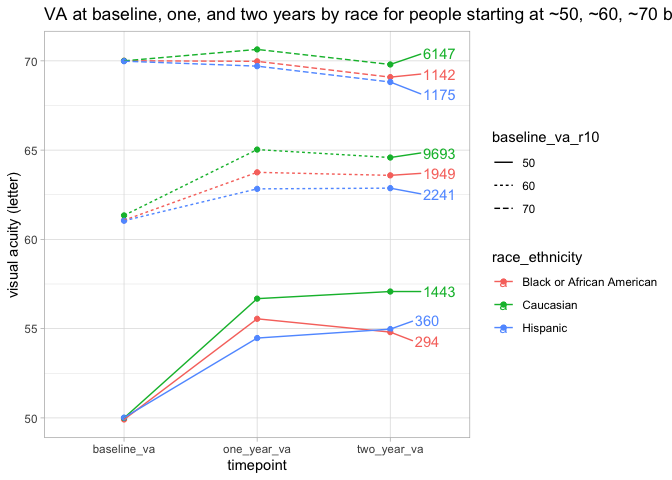 VA at baseline, one, and two years by race for people starting at ~50, ~60, ~70 b
70
65
60
55
50
visual acuity (letter)
6147
1142
1175
9693
1949
2241
1443
360
294
baseline_va
one_year_va
two_year_va
timepoint
baseline_va_r10
50
60
70
race_ethnicity
a Black or African American
a Caucasian
a Hispanic